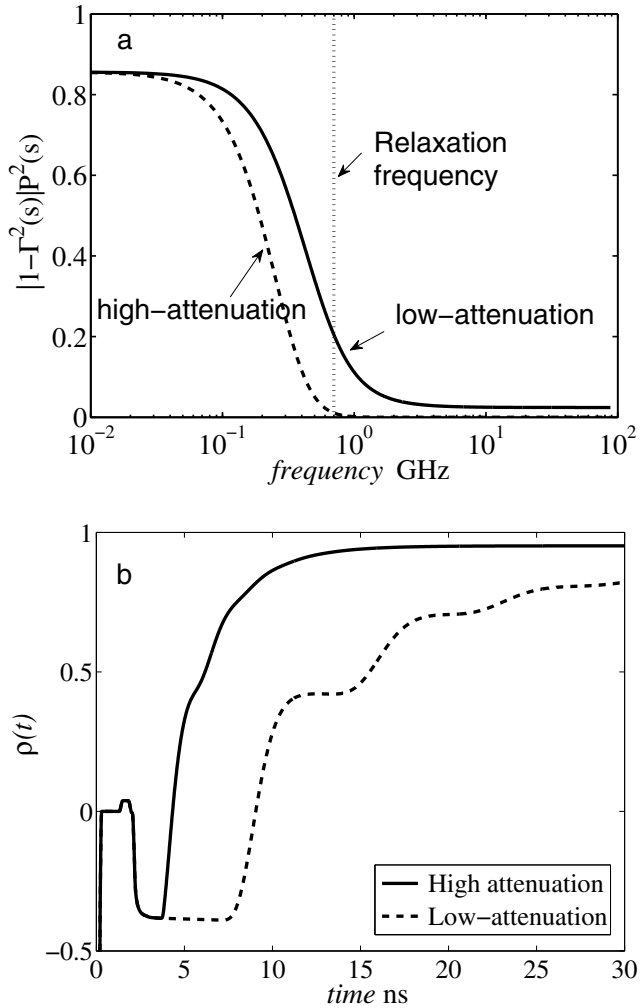 a
1
0.8
0.6
0.4
0.2
0
|1−Γ²(s)|P²(s)
Relaxation
frequency
high−attenuation
low−attenuation
10⁻² 10⁻¹ 10⁰ 10¹ 10²
frequency GHz
b
1
0.5
0
-0.5
ρ(t)
High attenuation
Low−attenuation
0 5 10 15 20 25 30
time ns